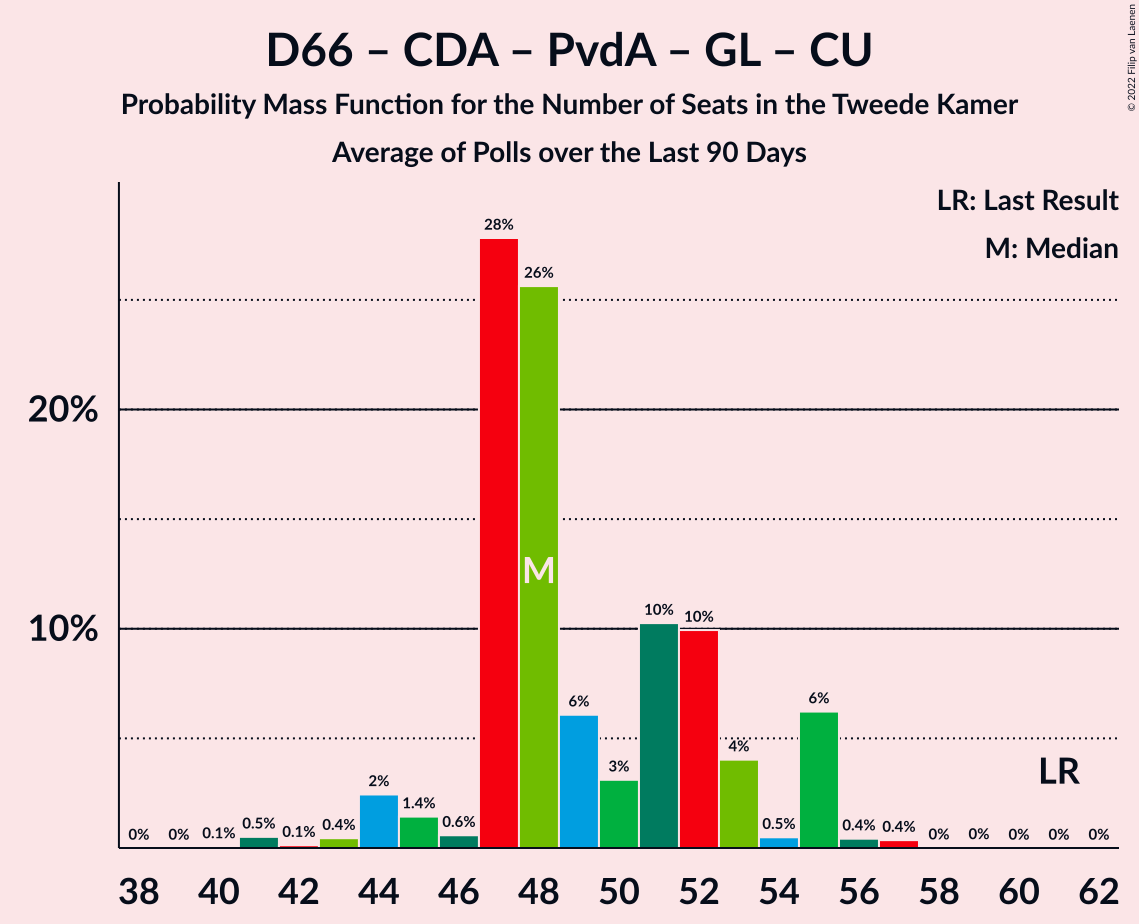 D66 – CDA – PvdA – GL – CU
Probability Mass Function for the Number of Seats in the Tweede Kamer
Average of Polls over the Last 90 Days
© 2022 Filip van Laenen
LR: Last Result
M: Median
28%
26%
20%
M
10%
10%
10%
6%
6%
4%
3%
LR
2%
1.4%
0% 0% 0.1% 0.5% 0.1% 0.4% 0.6% 0.5% 0.4% 0.4% 0% 0% 0% 0% 0%
38 40 42 44 46 48 50 52 54 56 58 60 62